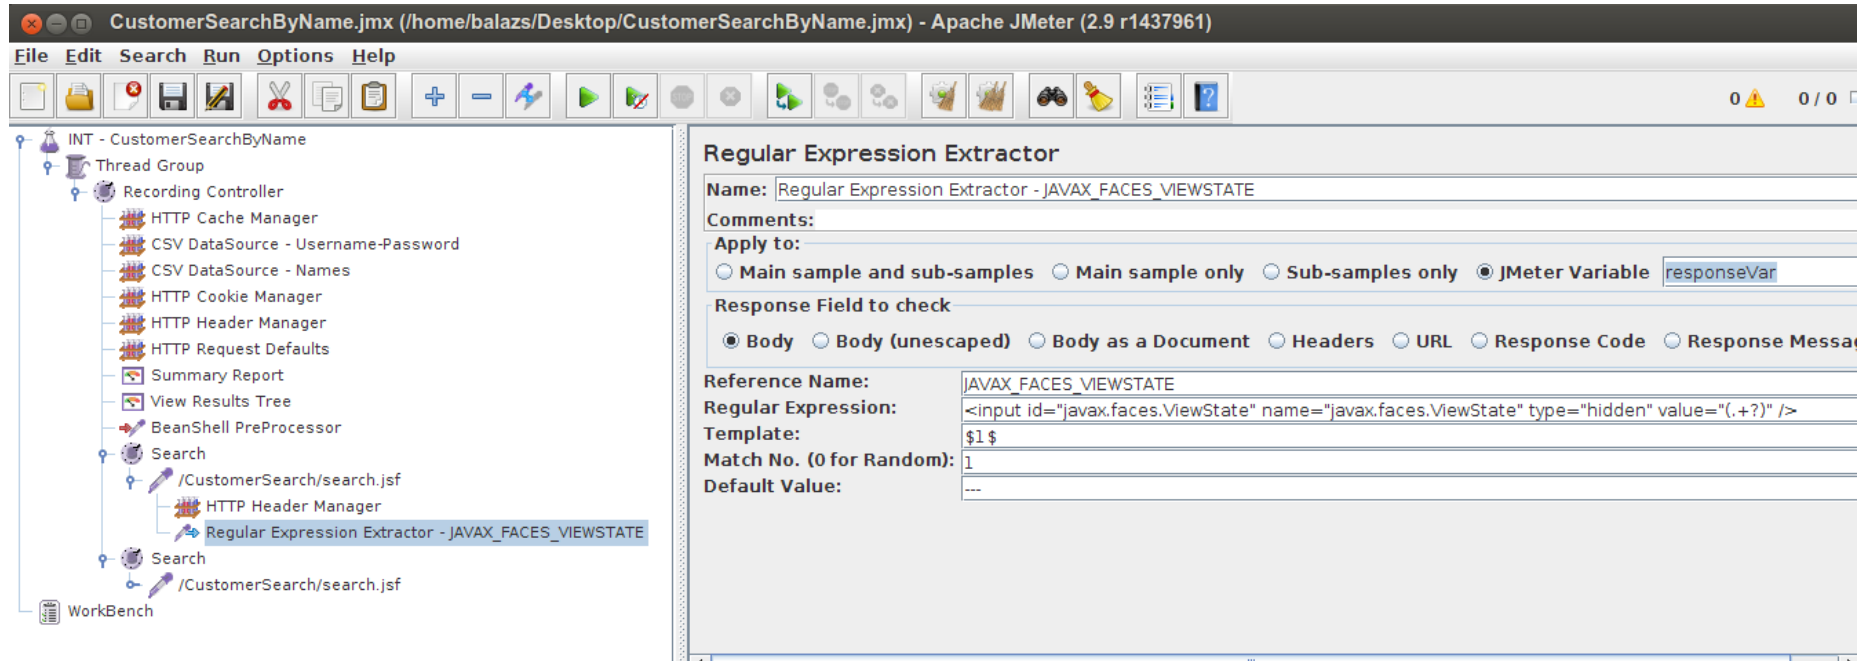 CustomerSearchByName.jmx (/home/balazs/Desktop/CustomerSearchByName.jmx) - Apache JMeter (2.9 r1437961)
File Edit Search Run Options Help
0 0 / 0
INT - CustomerSearchByName
Thread Group
Recording Controller
HTTP Cache Manager
CSV DataSource - Username-Password
CSV DataSource - Names
HTTP Cookie Manager
HTTP Header Manager
HTTP Request Defaults
Summary Report
View Results Tree
BeanShell PreProcessor
Search
/CustomerSearch/search.jsf
HTTP Header Manager
Regular Expression Extractor - JAVAX_FACES_VIEWSTATE
Search
/CustomerSearch/search.jsf
WorkBench
Regular Expression Extractor
Name: Regular Expression Extractor - JAVAX_FACES_VIEWSTATE
Comments:
Apply to:
Main sample and sub-samples Main sample only Sub-samples only JMeter Variable responseVar
Response Field to check
Body Body (unescaped) Body as a Document Headers URL Response Code Response Messag
Reference Name: JAVAX_FACES_VIEWSTATE
Regular Expression: <input id="javax.faces.ViewState" name="javax.faces.ViewState" type="hidden" value="(.+?)" />
Template: $1$
Match No. (0 for Random): 1
Default Value: ---